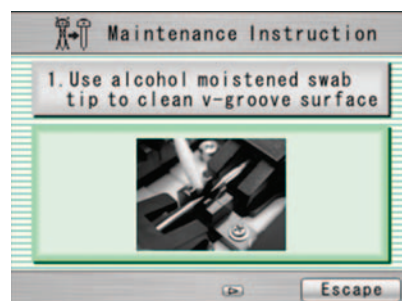 Maintenance Instruction
1. Use alcohol moistened swab
tip to clean v-groove surface
Escape